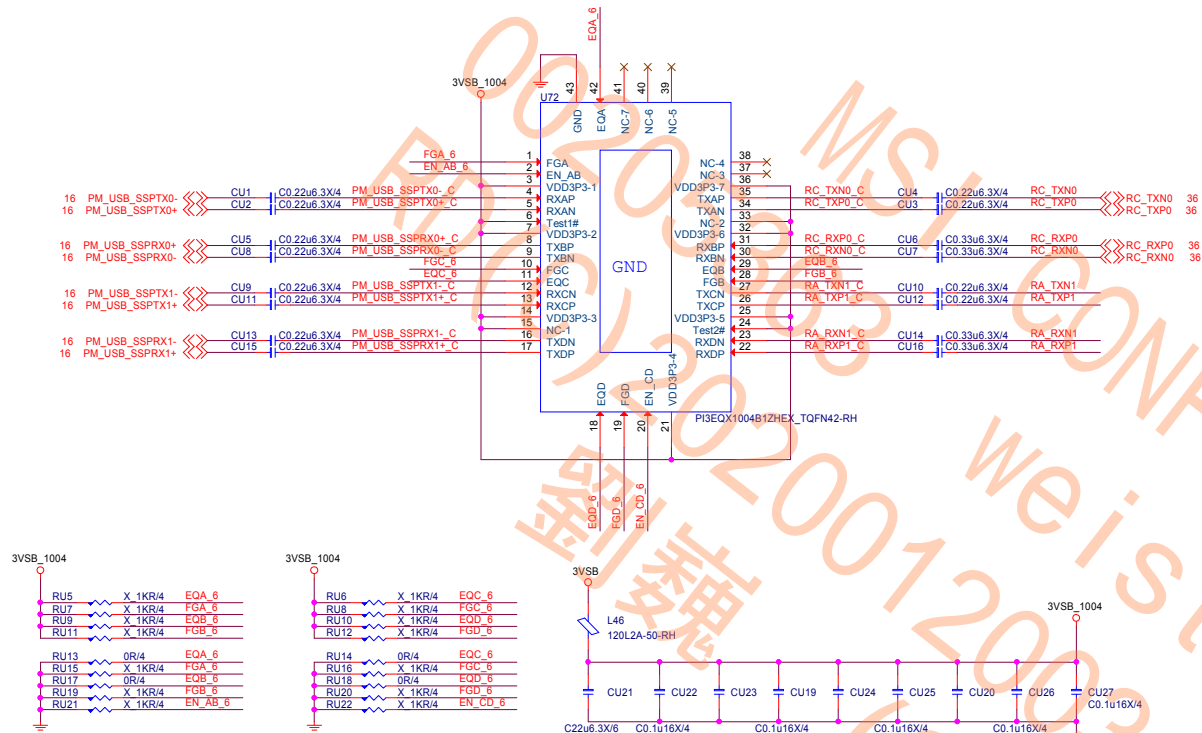 EQA_6
3VSB_1004
U72
43 42 41 40 39
GND EQA NC-7 NC-6 NC-5
FGA_6 1 FGA
EN_AB_6 2 EN_AB
3 VDD3P3-1
16 PM_USB_SSPTX0- CU1 C0.22u6.3X/4 PM_USB_SSPTX0-_C 4 RXAP
16 PM_USB_SSPTX0+ CU2 C0.22u6.3X/4 PM_USB_SSPTX0+_C 5 RXAN
6 Test1#
7 VDD3P3-2
16 PM_USB_SSPRX0+ CU5 C0.22u6.3X/4 PM_USB_SSPRX0+_C 8 TXBP
16 PM_USB_SSPRX0- CU8 C0.22u6.3X/4 PM_USB_SSPRX0-_C 9 TXBN
FGC_6 10 FGC
EQC_6 11 EQC
16 PM_USB_SSPTX1- CU9 C0.22u6.3X/4 PM_USB_SSPTX1-_C 12 RXCN
16 PM_USB_SSPTX1+ CU11 C0.22u6.3X/4 PM_USB_SSPTX1+_C 13 RXCP
14 VDD3P3-3
15 NC-1
16 PM_USB_SSPRX1- CU13 C0.22u6.3X/4 PM_USB_SSPRX1-_C 16 TXDN
16 PM_USB_SSPRX1+ CU15 C0.22u6.3X/4 PM_USB_SSPRX1+_C 17 TXDP
GND
NC-4 38
NC-3 37
VDD3P3-7 36
TXAP 35 RC_TXN0_C CU4 C0.22u6.3X/4 RC_TXN0 RC_TXN0 36
TXAN 34 RC_TXP0_C CU3 C0.22u6.3X/4 RC_TXP0 RC_TXP0 36
NC-2 33
VDD3P3-6 32
RXBP 31 RC_RXP0_C CU6 C0.33u6.3X/4 RC_RXP0 RC_RXP0 36
RXBN 30 RC_RXN0_C CU7 C0.33u6.3X/4 RC_RXN0 RC_RXN0 36
EQB 29 EQB_6
FGB 28 FGB_6
TXCN 27 RA_TXN1_C CU10 C0.22u6.3X/4 RA_TXN1
TXCP 26 RA_TXP1_C CU12 C0.22u6.3X/4 RA_TXP1
VDD3P3-5 25
Test2# 24
RXDN 23 RA_RXN1_C CU14 C0.33u6.3X/4 RA_RXN1
RXDP 22 RA_RXP1_C CU16 C0.33u6.3X/4 RA_RXP1
EQD FGD EN_CD VDD3P3-4
18 19 20 21
PI3EQX1004B1ZHEX_TQFN42-RH
EQD_6 FGD_6 EN_CD_6
3VSB_1004
RU5 X_1KR/4 EQA_6
RU7 X_1KR/4 FGA_6
RU9 X_1KR/4 EQB_6
RU11 X_1KR/4 FGB_6
RU13 0R/4 EQA_6
RU15 X_1KR/4 FGA_6
RU17 0R/4 EQB_6
RU19 X_1KR/4 FGB_6
RU21 X_1KR/4 EN_AB_6
3VSB_1004
RU6 X_1KR/4 EQC_6
RU8 X_1KR/4 FGC_6
RU10 X_1KR/4 EQD_6
RU12 X_1KR/4 FGD_6
RU14 0R/4 EQC_6
RU16 X_1KR/4 FGC_6
RU18 0R/4 EQD_6
RU20 X_1KR/4 FGD_6
RU22 X_1KR/4 EN_CD_6
3VSB
L46
120L2A-50-RH
3VSB_1004
CU21 CU22 CU23 CU19 CU24 CU25 CU20 CU26 CU27
C0.1u16X/4
C22u6.3X/6 C0.1u16X/4 C0.1u16X/4 C0.1u16X/4
MSI CONF
weist
劉巍